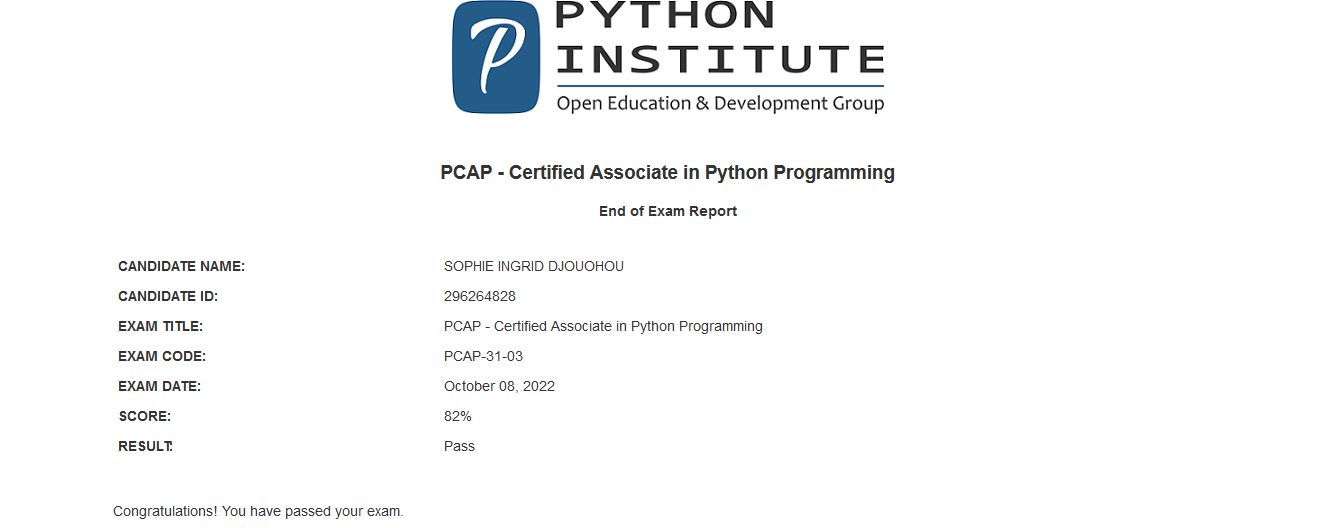 PYTHON
INSTITUTE
Open Education & Development Group
PCAP - Certified Associate in Python Programming
End of Exam Report
CANDIDATE NAME: SOPHIE INGRID DJOUOHOU
CANDIDATE ID: 296264828
EXAM TITLE: PCAP - Certified Associate in Python Programming
EXAM CODE: PCAP-31-03
EXAM DATE: October 08, 2022
SCORE: 82%
RESULT: Pass
Congratulations! You have passed your exam.